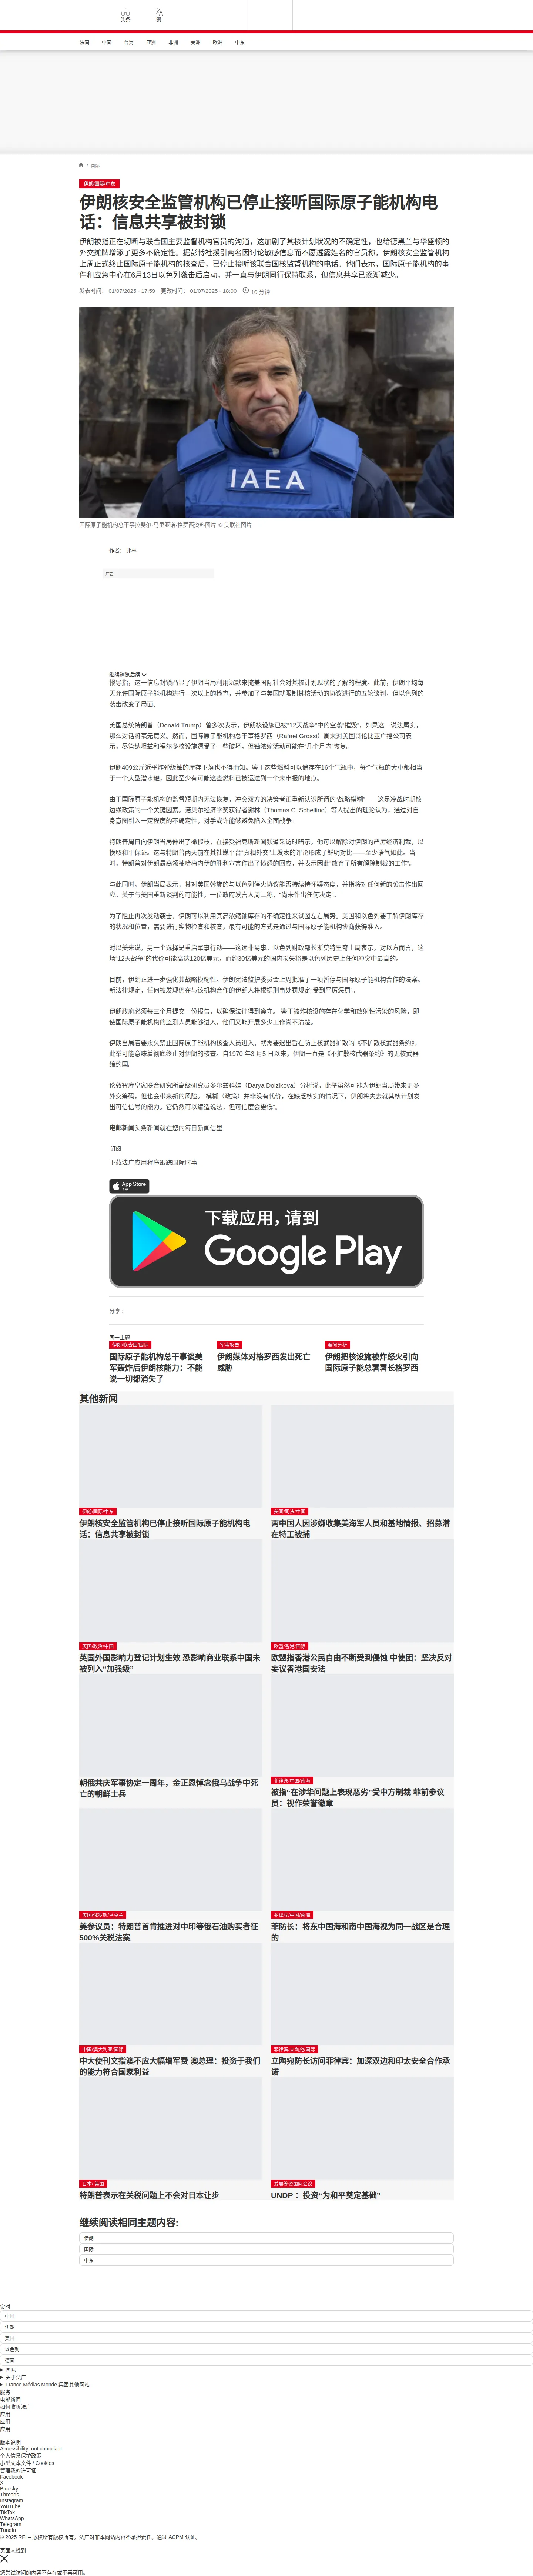 头条
繁
法国
中国
台海
亚洲
非洲
美洲
欧洲
中东
/ 国际
伊朗/国际/中东
伊朗核安全监管机构已停止接听国际原子能机构电
话：信息共享被封锁
伊朗被指正在切断与联合国主要监督机构官员的沟通，这加剧了其核计划状况的不确定性，也给德黑兰与华盛顿的
外交摊牌增添了更多不确定性。据彭博社援引两名因讨论敏感信息而不愿透露姓名的官员称，伊朗核安全监管机构
上周正式终止国际原子能机构的核查后，已停止接听该联合国核监督机构的电话。他们表示，国际原子能机构的事
件和应急中心在6月13日以色列袭击后启动，并一直与伊朗同行保持联系，但信息共享已逐渐减少。
发表时间： 01/07/2025 - 17:59 更改时间： 01/07/2025 - 18:00 10 分钟
IAEA
国际原子能机构总干事拉斐尔·马里亚诺·格罗西资料图片 © 美联社图片
作者： 弗林
广告
继续浏览后续
报导指，这一信息封锁凸显了伊朗当局利用沉默来掩盖国际社会对其核计划现状的了解的程度。此前，伊朗平均每
天允许国际原子能机构进行一次以上的检查，并参加了与美国就限制其核活动的协议进行的五轮谈判，但以色列的
袭击改变了局面。
美国总统特朗普（Donald Trump）曾多次表示，伊朗核设施已被“12天战争”中的空袭“摧毁”，如果这一说法属实，
那么对话将毫无意义。然而，国际原子能机构总干事格罗西（Rafael Grossi）周末对美国哥伦比亚广播公司表
示，尽管纳坦兹和福尔多核设施遭受了一些破坏，但铀浓缩活动可能在“几个月内”恢复。
伊朗409公斤近乎炸弹级铀的库存下落也不得而知。鉴于这些燃料可以储存在16个气瓶中，每个气瓶的大小都相当
于一个大型潜水罐，因此至少有可能这些燃料已被运送到一个未申报的地点。
由于国际原子能机构的监督短期内无法恢复，冲突双方的决策者正重新认识所谓的“战略模糊”——这是冷战时期核
边缘政策的一个关键因素。诺贝尔经济学奖获得者谢林（Thomas C. Schelling）等人提出的理论认为，通过对自
身意图引入一定程度的不确定性，对手或许能够避免陷入全面战争。
特朗普周日向伊朗当局伸出了橄榄枝，在接受福克斯新闻频道采访时暗示，他可以解除对伊朗的严厉经济制裁，以
换取和平保证。这与特朗普两天前在其社媒平台“真相外交”上发表的评论形成了鲜明对比——至少语气如此。当
时，特朗普对伊朗最高领袖哈梅内伊的胜利宣言作出了愤怒的回应，并表示因此“放弃了所有解除制裁的工作”。
与此同时，伊朗当局表示，其对美国斡旋的与以色列停火协议能否持续持怀疑态度，并指将对任何新的袭击作出回
应。关于与美国重新谈判的可能性，一位政府发言人周二称，“尚未作出任何决定”。
为了阻止再次发动袭击，伊朗可以利用其高浓缩铀库存的不确定性来试图左右局势。美国和以色列要了解伊朗库存
的状况和位置，需要进行实物检查和核查，最有可能的方式是通过与国际原子能机构协商获得准入。
对以美来说，另一个选择是重启军事行动——这远非易事。以色列财政部长斯莫特里奇上周表示，对以方而言，这
场“12天战争”的代价可能高达120亿美元，而约30亿美元的国内损失将是以色列历史上任何冲突中最高的。
目前，伊朗正进一步强化其战略模糊性。伊朗宪法监护委员会上周批准了一项暂停与国际原子能机构合作的法案。
新法律规定，任何被发现仍在与该机构合作的伊朗人将根据刑事处罚规定“受到严厉惩罚”。
伊朗政府必须每三个月提交一份报告，以确保法律得到遵守。 鉴于被炸核设施存在化学和放射性污染的风险，即
使国际原子能机构的监测人员能够进入，他们又能开展多少工作尚不清楚。
伊朗当局若要永久禁止国际原子能机构核查人员进入，就需要退出旨在防止核武器扩散的《不扩散核武器条约》。
此举可能意味着彻底终止对伊朗的核查。自1970 年3 月5 日以来，伊朗一直是《不扩散核武器条约》的无核武器
缔约国。
伦敦智库皇家联合研究所高级研究员多尔兹科娃（Darya Dolzikova）分析说，此举虽然可能为伊朗当局带来更多
外交筹码，但也会带来新的风险。“模糊（政策）并非没有代价，在缺乏核实的情况下，伊朗将失去就其核计划发
出可信信号的能力。它仍然可以编造说法，但可信度会更低”。
电邮新闻头条新闻就在您的每日新闻信里
订阅
下载法广应用程序跟踪国际时事
App Store
下载
下载应用，请到
Google Play
分享 :
同一主题
伊朗/联合国/国际
国际原子能机构总干事谈美
军轰炸后伊朗核能力：不能
说一切都消失了
军事攻击
伊朗媒体对格罗西发出死亡
威胁
要闻分析
伊朗把核设施被炸怒火引向
国际原子能总署署长格罗西
其他新闻
伊朗/国际/中东
伊朗核安全监管机构已停止接听国际原子能机构电
话：信息共享被封锁
美国/司法/中国
两中国人因涉嫌收集美海军人员和基地情报、招募潜
在特工被捕
英国/政治/中国
英国外国影响力登记计划生效 恐影响商业联系中国未
被列入“加强级”
欧盟/香港/国际
欧盟指香港公民自由不断受到侵蚀 中使团：坚决反对
妄议香港国安法
朝俄共庆军事协定一周年，金正恩悼念俄乌战争中死
亡的朝鲜士兵
菲律宾/中国/南海
被指“在涉华问题上表现恶劣”受中方制裁 菲前参议
员：视作荣誉徽章
美国/俄罗斯/乌克兰
美参议员：特朗普首肯推进对中印等俄石油购买者征
500%关税法案
菲律宾/中国/南海
菲防长：将东中国海和南中国海视为同一战区是合理
的
中国/澳大利亚/国际
中大使刊文指澳不应大幅增军费 澳总理：投资于我们
的能力符合国家利益
菲律宾/立陶宛/国际
立陶宛防长访问菲律宾：加深双边和印太安全合作承
诺
日本/ 美国
特朗普表示在关税问题上不会对日本让步
发展筹资国际会议
UNDP ：投资“为和平奠定基础”
继续阅读相同主题内容:
伊朗
国际
中东
实时
中国
伊朗
美国
以色列
德国
国际
关于法广
France Médias Monde 集团其他网站
服务
电邮新闻
如何收听法广
应用
应用
应用
版本说明
Accessibility: not compliant
个人信息保护政策
小型文本文件 / Cookies
管理我的许可证
Facebook
X
Bluesky
Threads
Instagram
YouTube
TikTok
WhatsApp
Telegram
TuneIn
© 2025 RFI – 版权所有版权所有。法广对非本网站内容不承担责任。通过 ACPM 认证。
页面未找到
您尝试访问的内容不存在或不再可用。